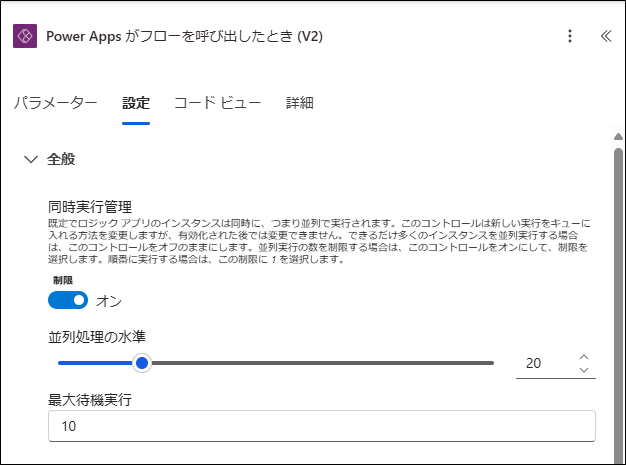 Power Apps がフローを呼び出したとき (V2)
パラメーター 設定 コード ビュー 詳細
全般
同時実行管理
既定でロジック アプリのインスタンスは同時に、つまり並列で実行されます。このコントロールは新しい実行をキューに
入れる方法を変更しますが、有効化された後では変更できません。できるだけ多くのインスタンスを並列実行する場合
は、このコントロールをオフのままにします。並列実行の数を制限する場合は、このコントロールをオンにして、制限を
選択します。順番に実行する場合は、この制限に 1 を選択します。
制限
オン
並列処理の水準
20
最大待機実行
10